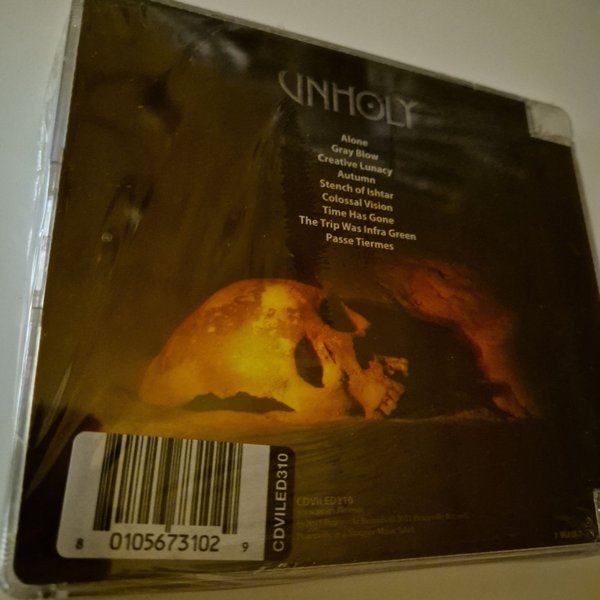 UNHOLY
Alone
Gray Blow
Creative Lunacy
Autumn
Stench of Ishtar
Colossal Vision
Time Has Gone
The Trip Was Infra Green
Passe Tiermes
CDVILED310
8 0105673102 9
CDVILED310